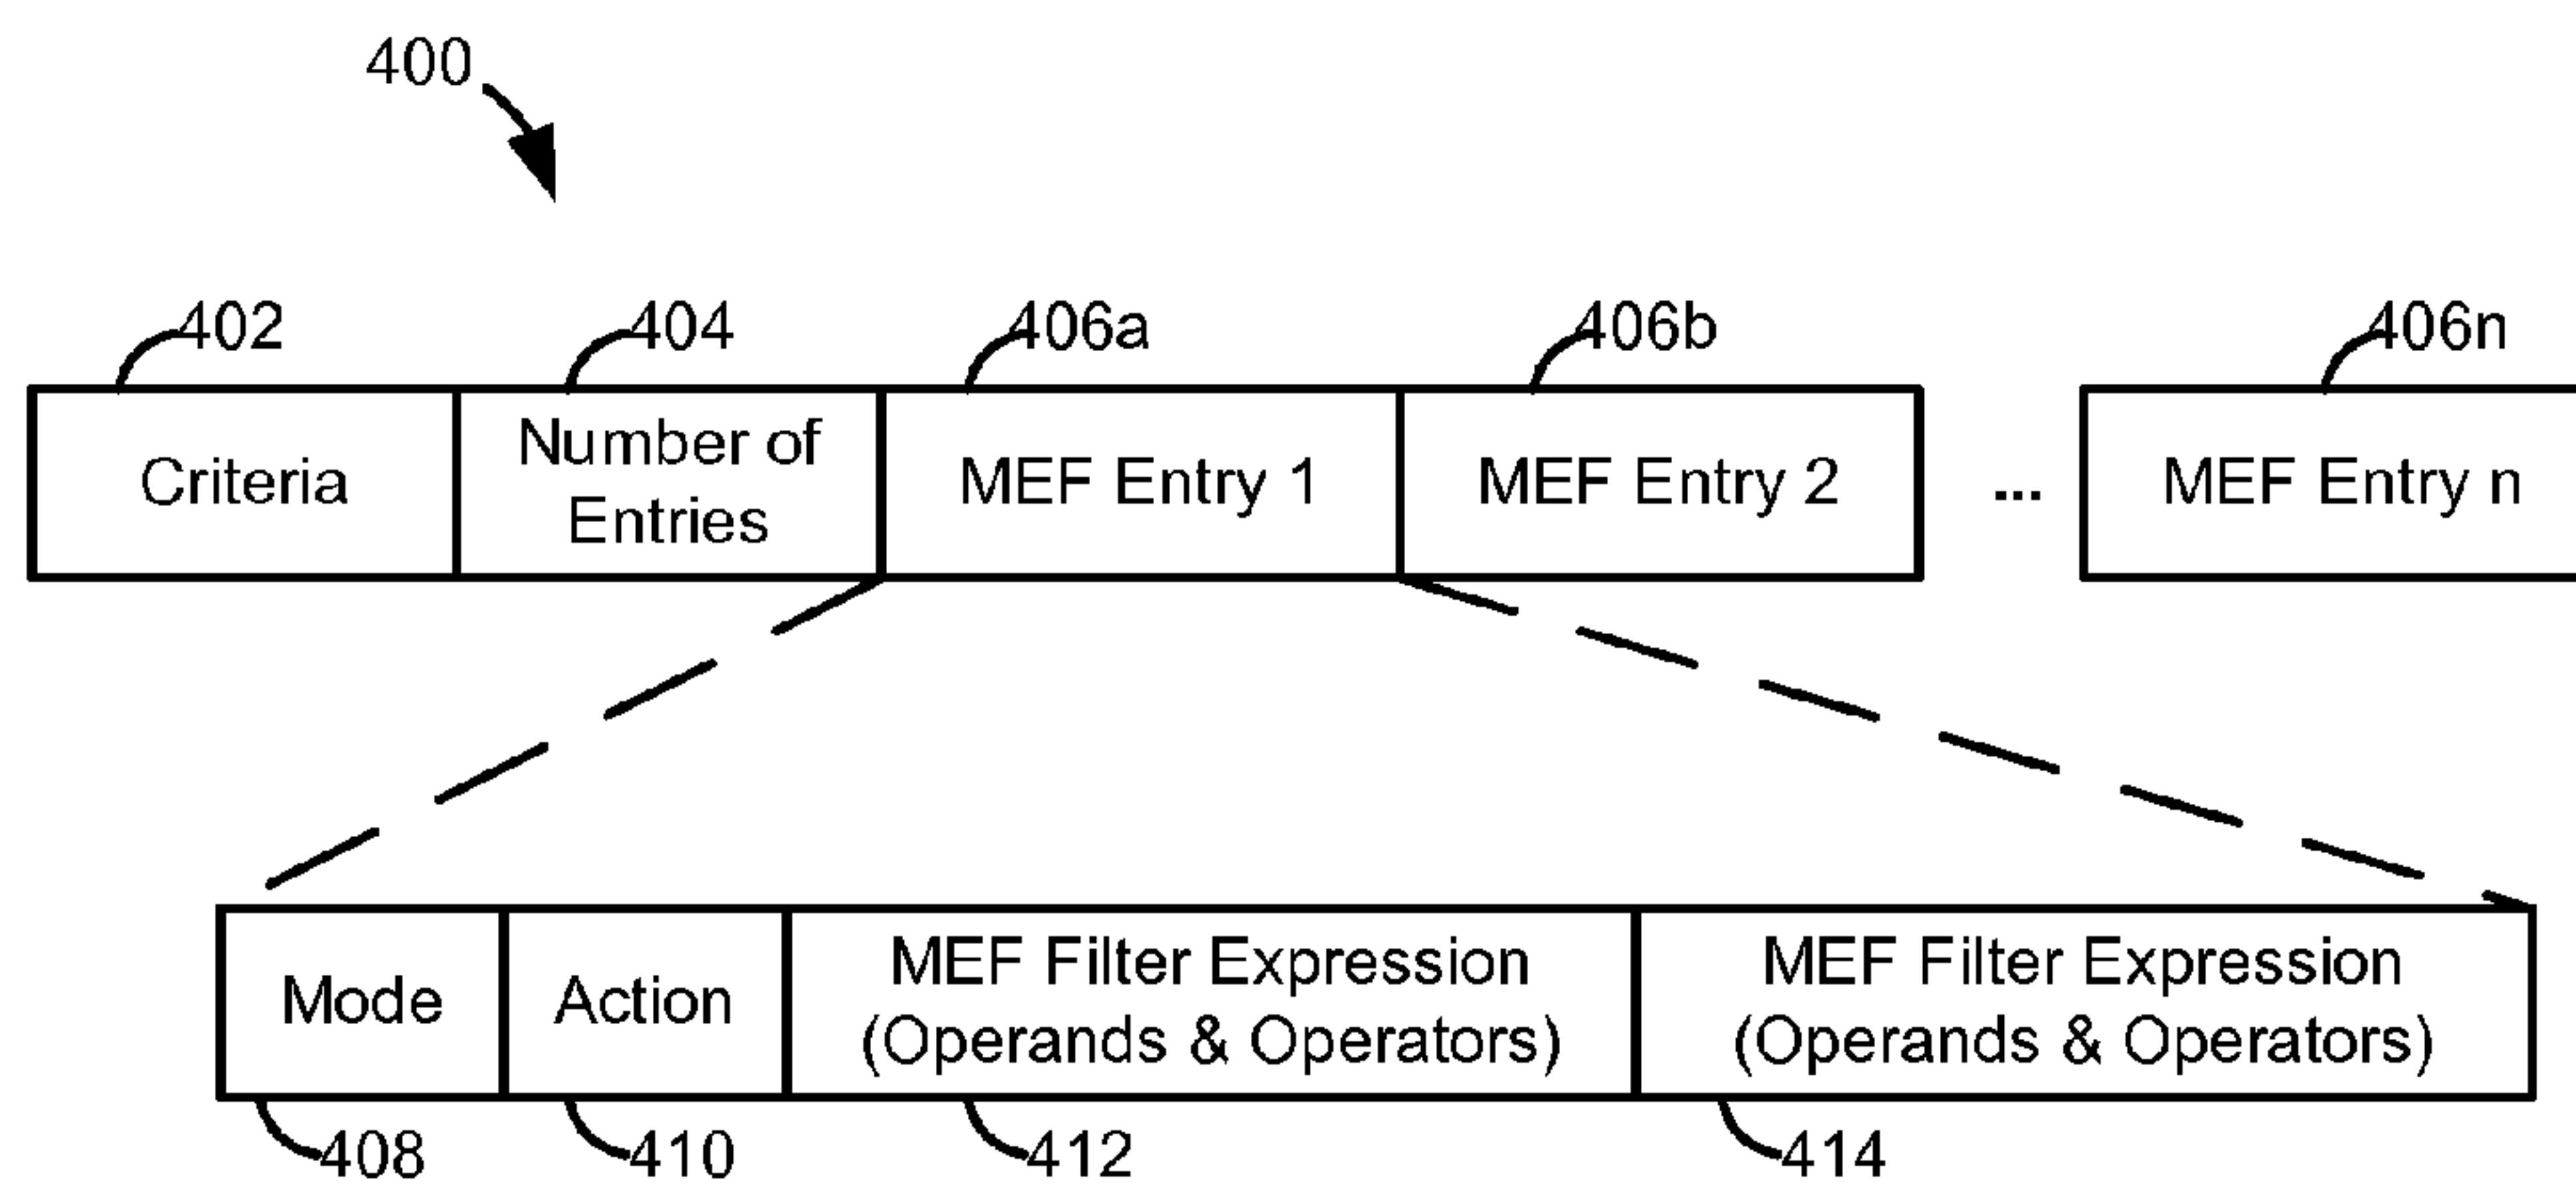 400
402
404
406a
406b
406n
Criteria
Number of
Entries
MEF Entry 1
MEF Entry 2
...
MEF Entry n
Mode
Action
MEF Filter Expression
(Operands & Operators)
MEF Filter Expression
(Operands & Operators)
408
410
412
414